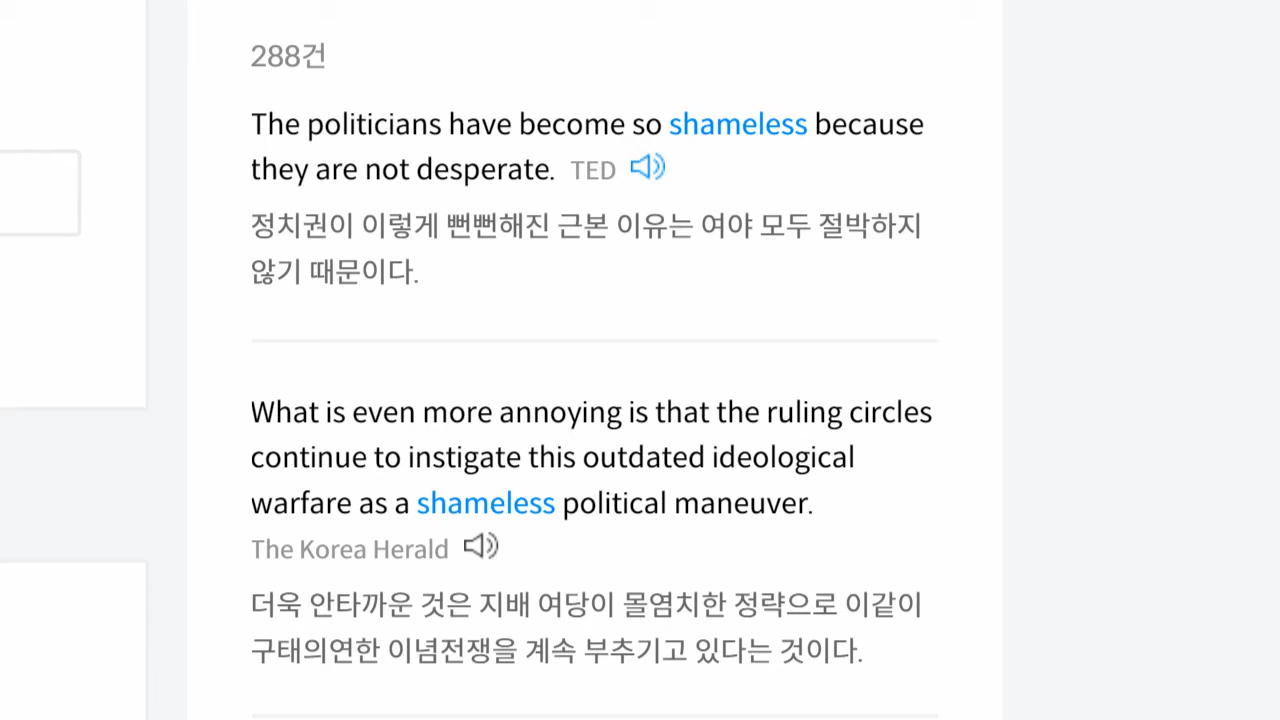 288건
The politicians have become so shameless because
they are not desperate. TED
정치권이 이렇게 뻔뻔해진 근본 이유는 여야 모두 절박하지
않기 때문이다.
What is even more annoying is that the ruling circles
continue to instigate this outdated ideological
warfare as a shameless political maneuver.
The Korea Herald
더욱 안타까운 것은 지배 여당이 몰염치한 정략으로 이같이
구태의연한 이념전쟁을 계속 부추기고 있다는 것이다.